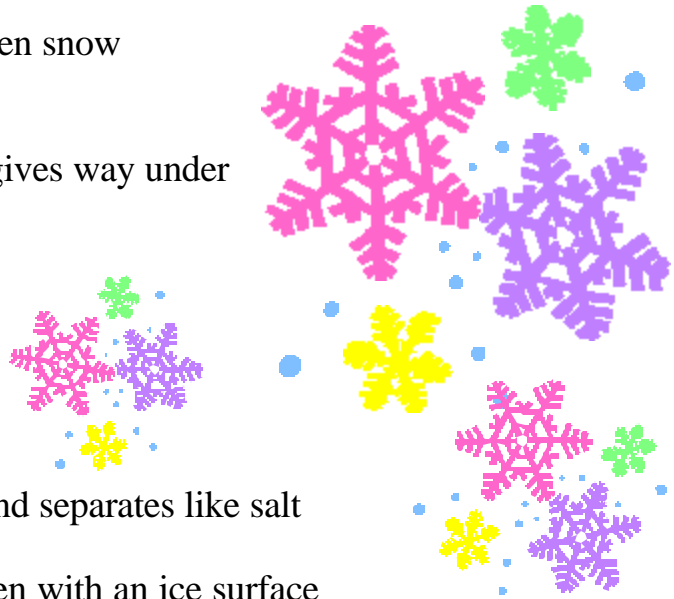 en snow
gives way under
nd separates like salt
en with an ice surface